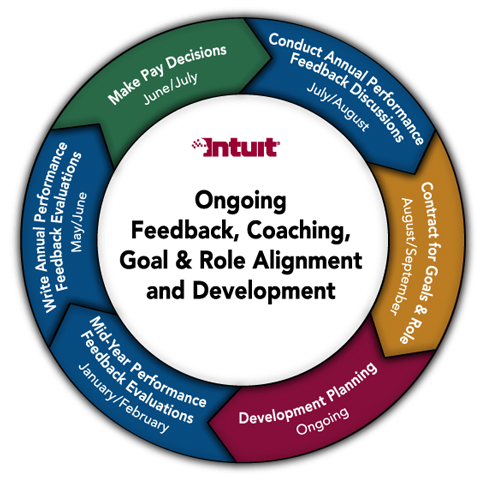 Make Pay Decisions
June/July
Conduct Annual Performance
Feedback Discussions
July/August
Contract for Goals & Role
August/September
Development Planning
Ongoing
Mid-Year Performance
Feedback Evaluations
January/February
Write Annual Performance
Feedback Evaluations
May/June
Intuit
Ongoing
Feedback, Coaching,
Goal & Role Alignment
and Development